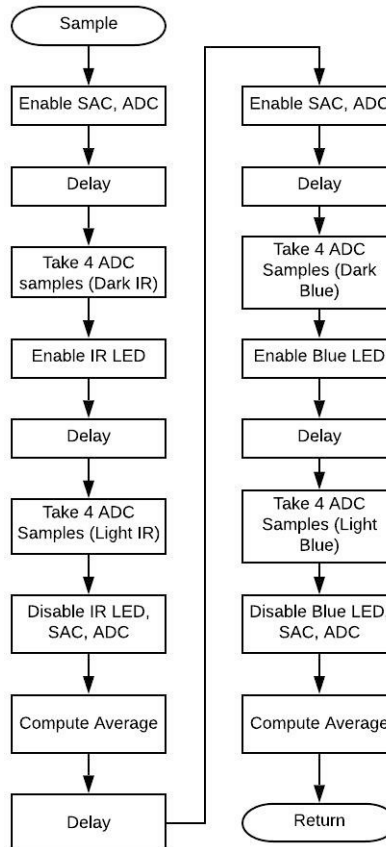 Sample
Enable SAC, ADC
Delay
Take 4 ADC
samples (Dark IR)
Enable IR LED
Delay
Take 4 ADC
Samples (Light IR)
Disable IR LED,
SAC, ADC
Compute Average
Delay
Enable SAC, ADC
Delay
Take 4 ADC
Samples (Dark
Blue)
Enable Blue LED
Delay
Take 4 ADC
Samples (Light
Blue)
Disable Blue LED,
SAC, ADC
Compute Average
Return